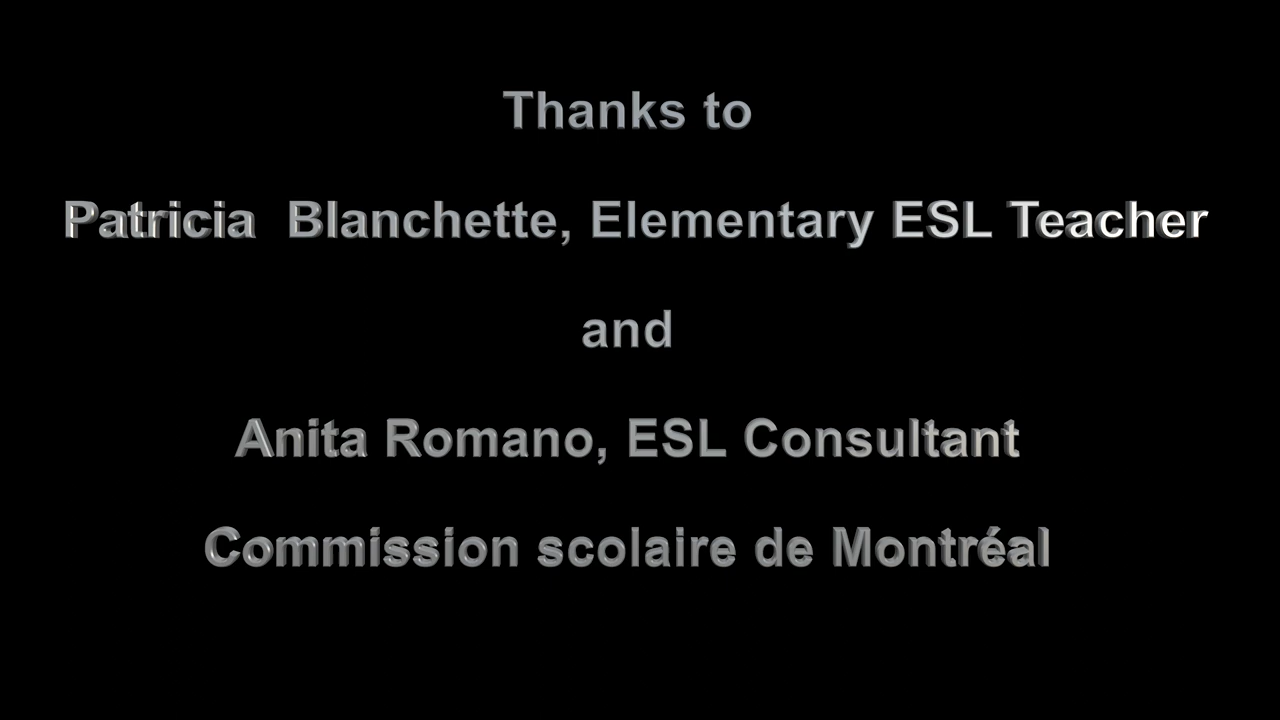 Thanks to
Patricia  Blanchette, Elementary ESL Teacher
and
Anita Romano, ESL Consultant
Commission scolaire de Montréal